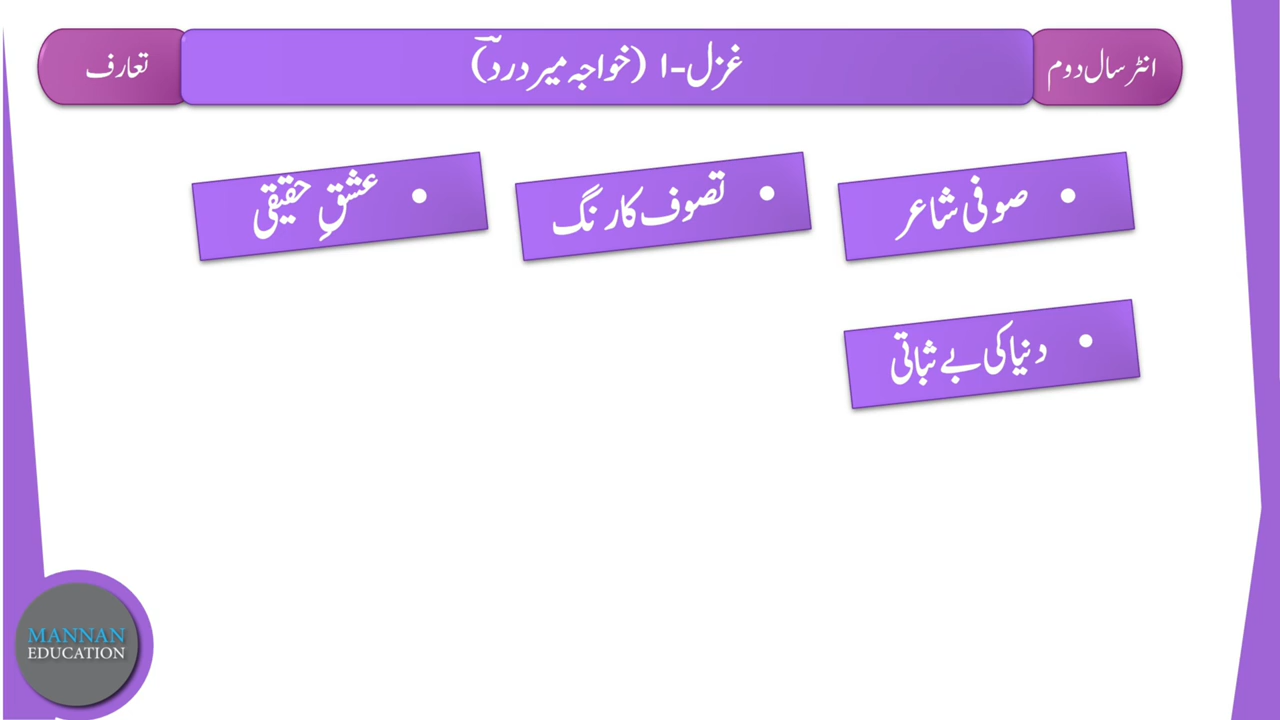 انٹر سال دوم
غزل-۱ (خواجہ میر دردؔ)
تعارف
• صوفی شاعر
• تصوف کا رنگ
• عشقِ حقیقی
• دنیا کی بے ثباتی
MANNAN
EDUCATION